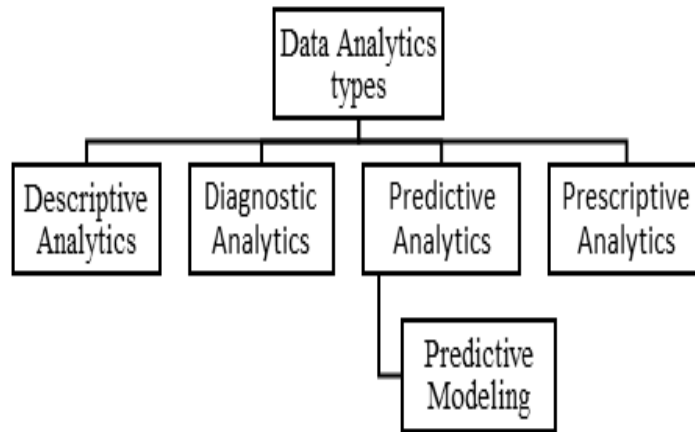 Data Analytics
types
Descriptive
Analytics
Diagnostic
Analytics
Predictive
Analytics
Prescriptive
Analytics
Predictive
Modeling